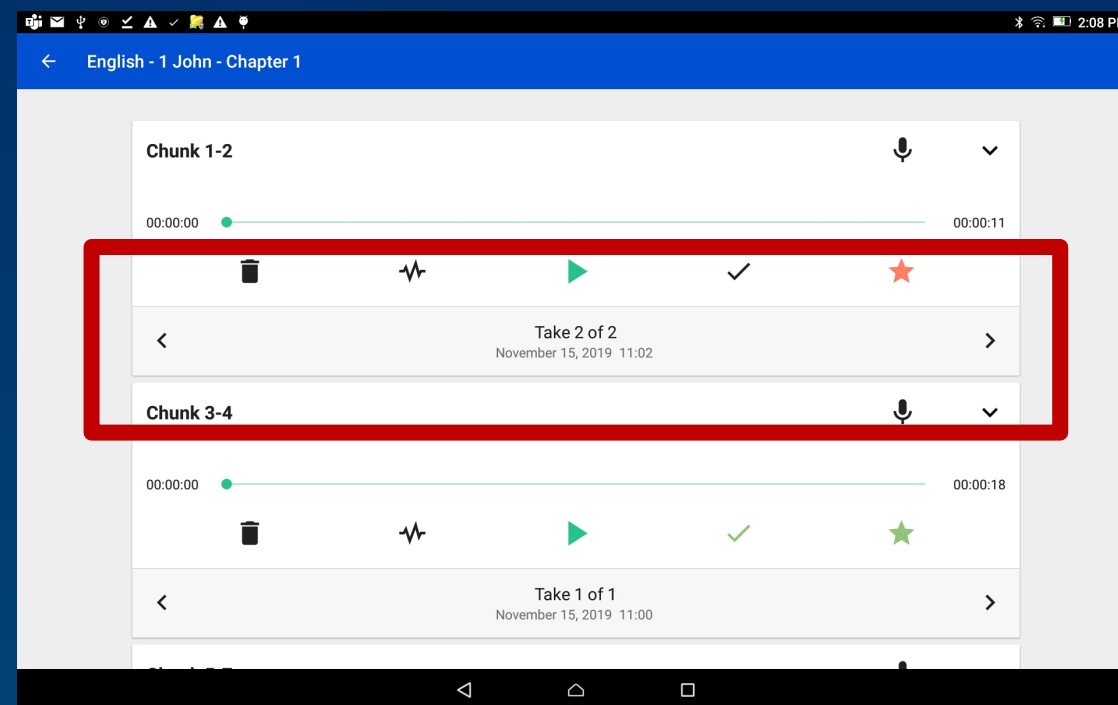 2:08 P
English - 1 John - Chapter 1
Chunk 1-2
00:00:00
00:00:11
Take 2 of 2
November 15, 2019 11:02
Chunk 3-4
00:00:00
00:00:18
Take 1 of 1
November 15, 2019 11:00